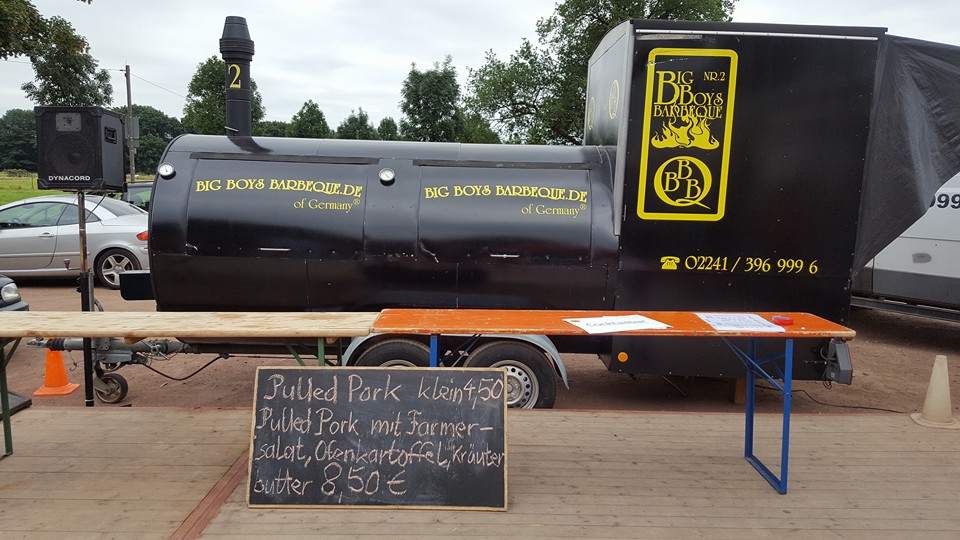 2
DYNACORD
BIG BOYS BARBEQUE.DE
of Germany®
BIG BOYS BARBEQUE.DE
of Germany®
BIG NR.2
BOYS
BARBEQUE
BBBQ
☎ 02241 / 396 999 6
99
Pulled Pork klein 4,50
Pulled Pork mit Farmer-
salat, Ofenkartoffel, Kräuter
butter 8,50 €